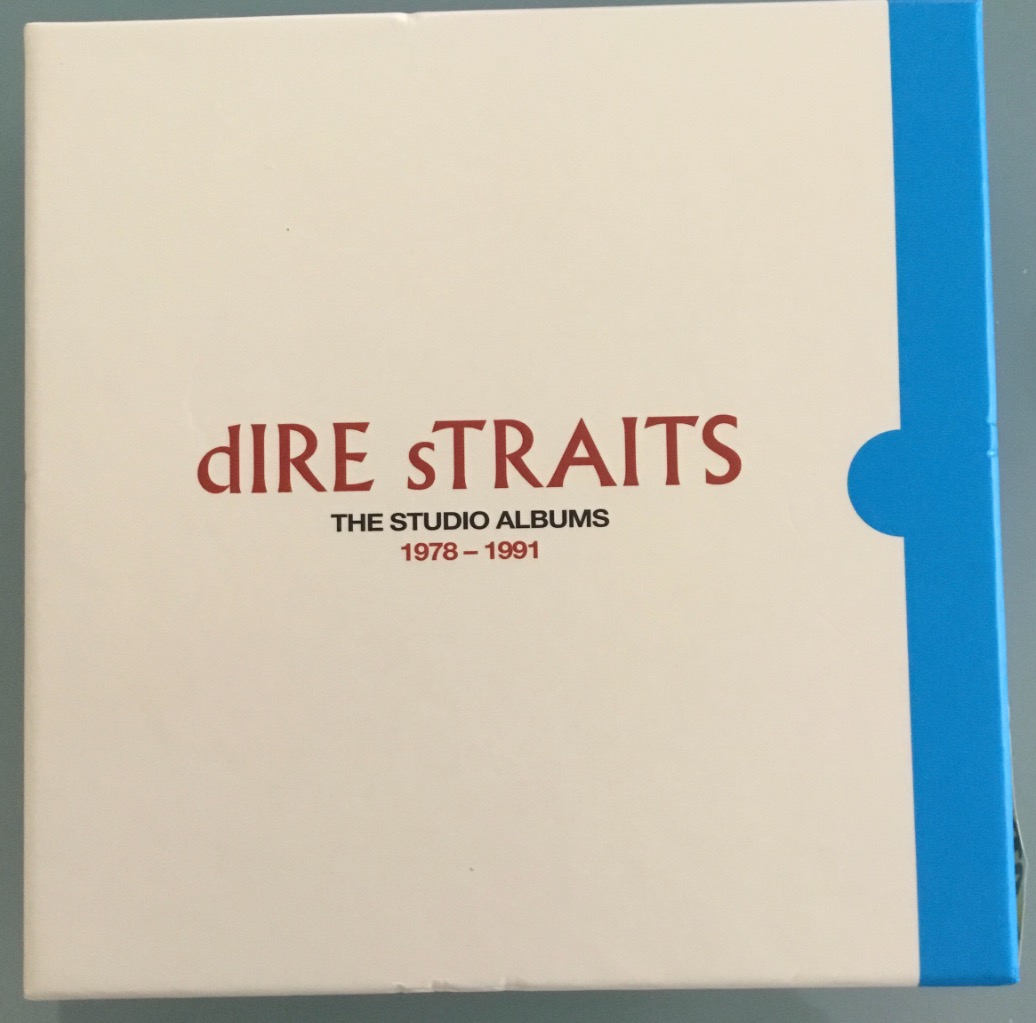 dIRE sTRAITS
THE STUDIO ALBUMS
1978 – 1991